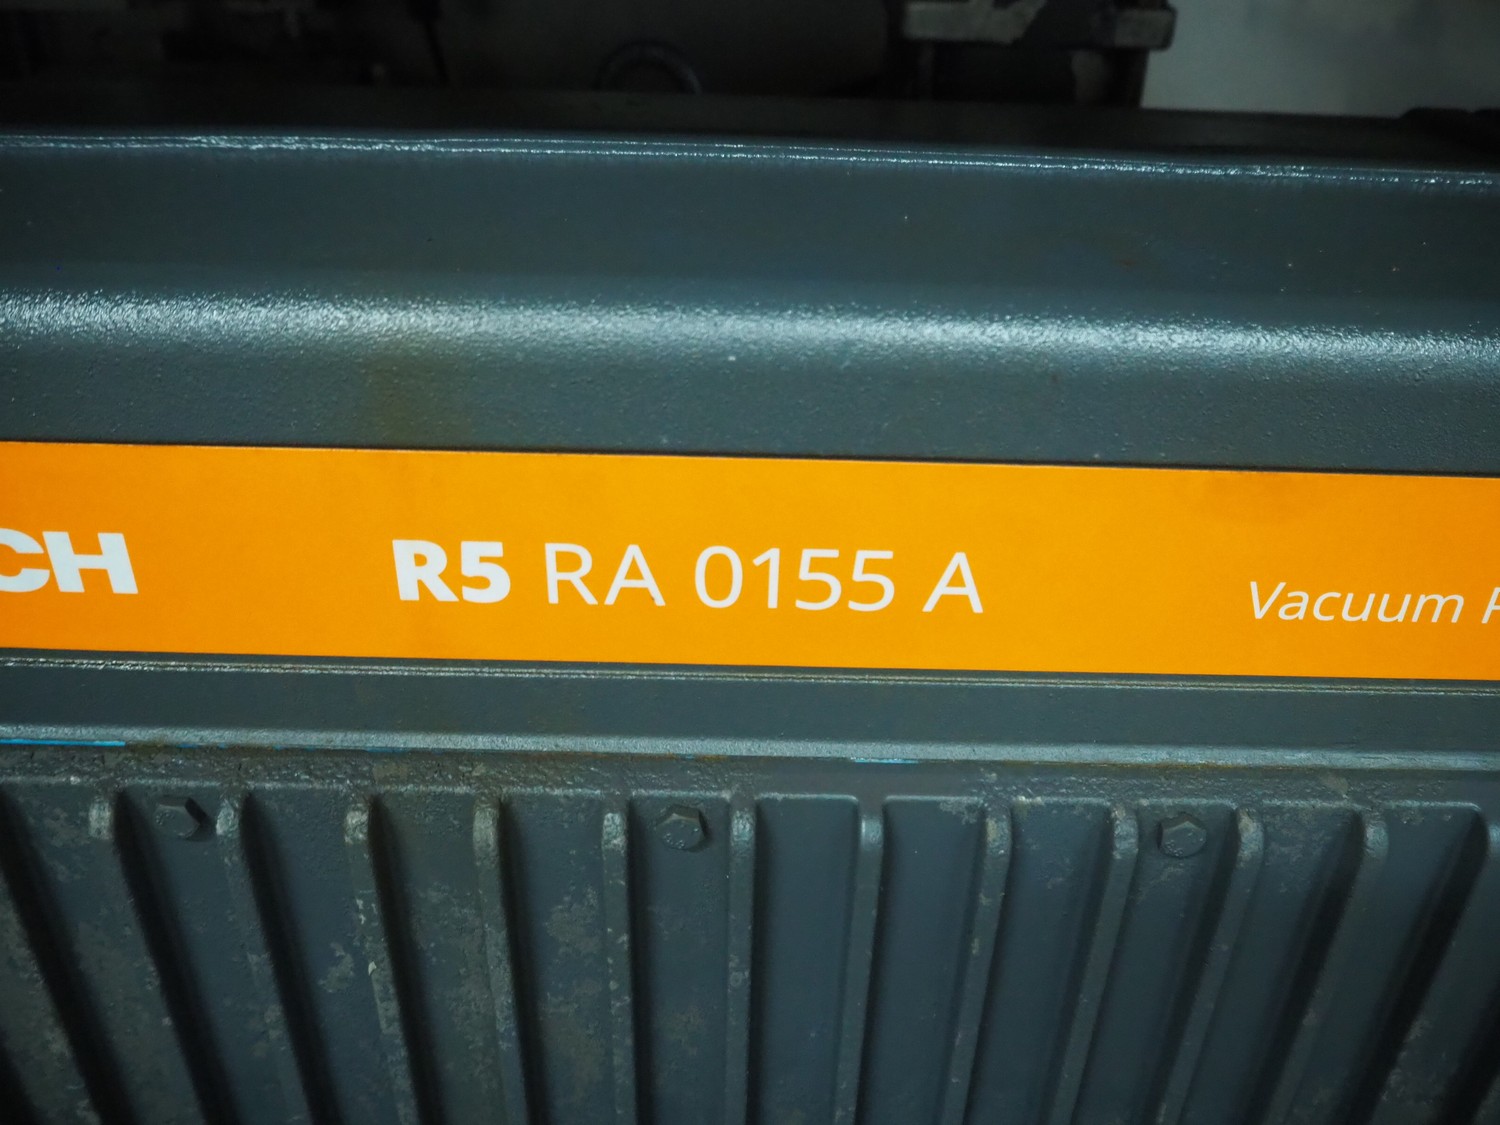 CH R5 RA 0155 A Vacuum P